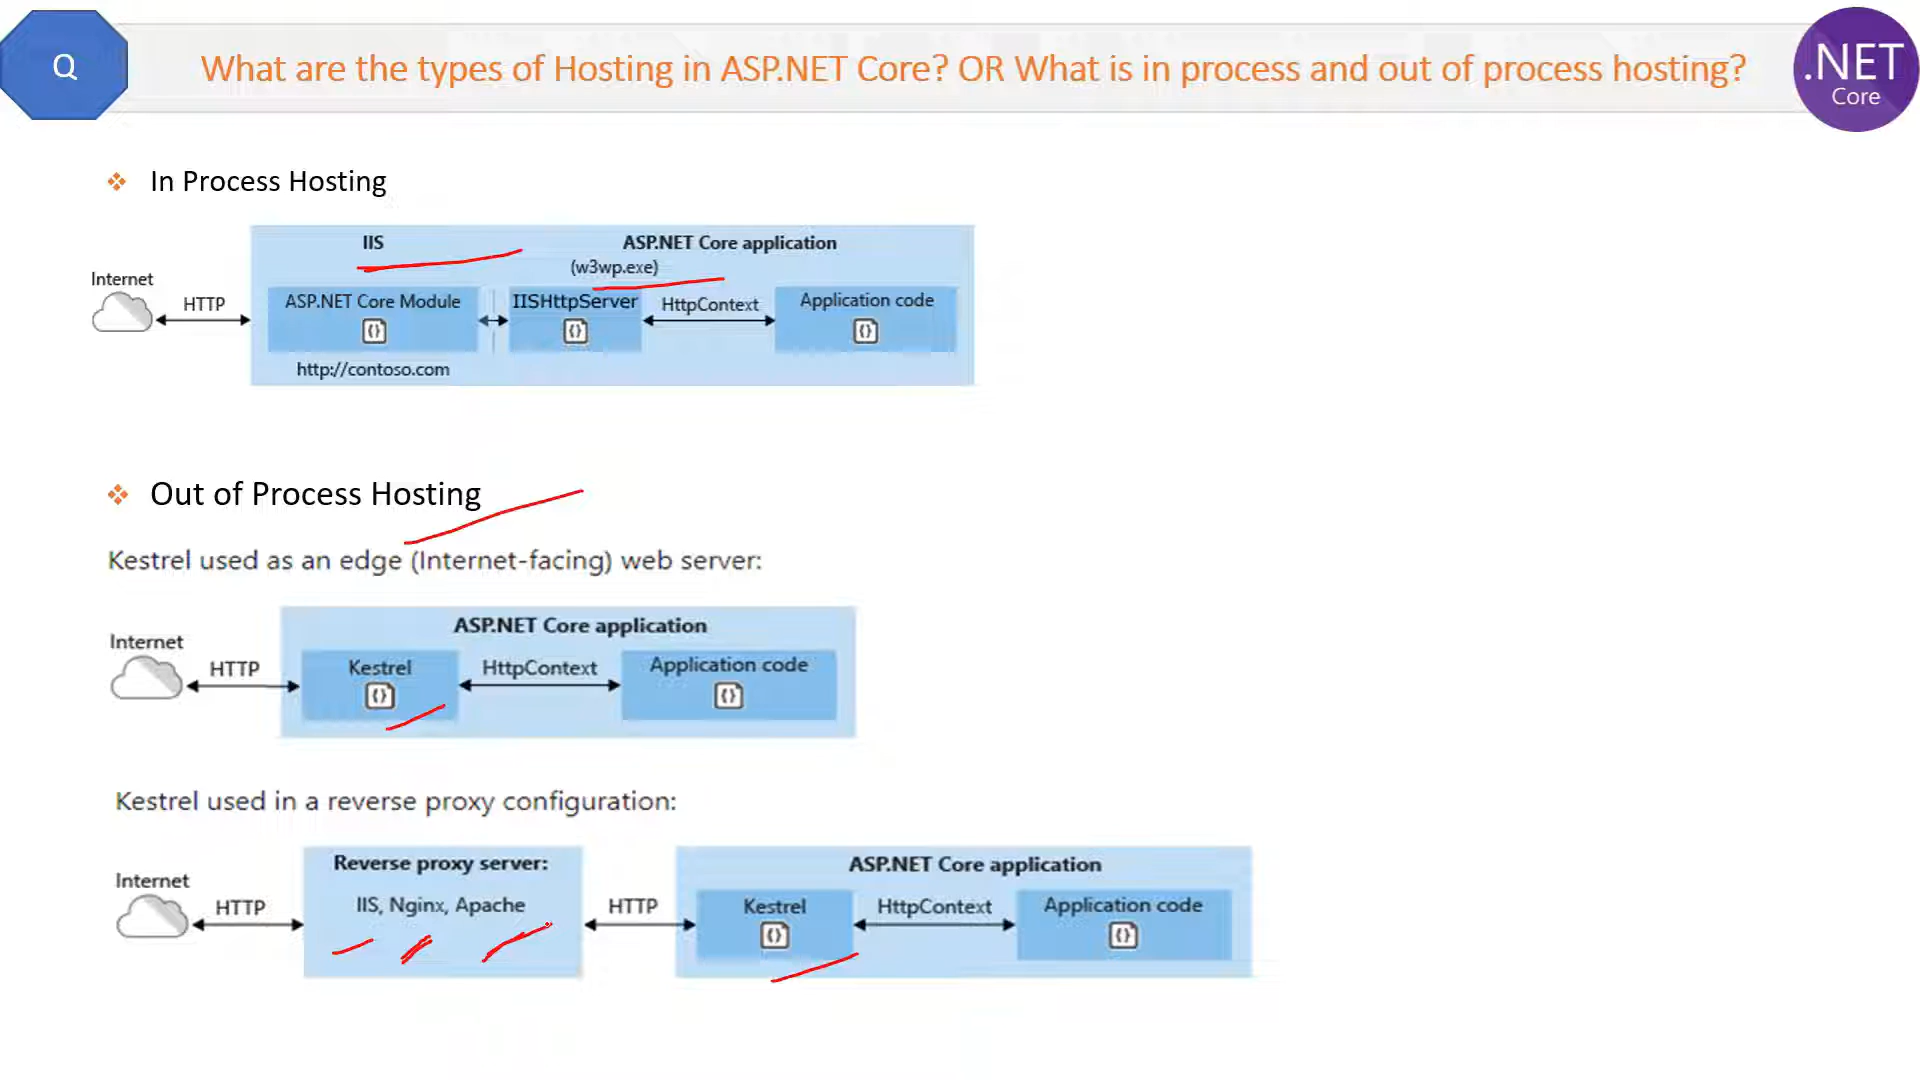 Q
What are the types of Hosting in ASP.NET Core? OR What is in process and out of process hosting?
.NET
Core
In Process Hosting
IIS
ASP.NET Core application
(w3wp.exe)
Internet
HTTP
ASP.NET Core Module
IISHttpServer
HttpContext
Application code
http://contoso.com
Out of Process Hosting
Kestrel used as an edge (Internet-facing) web server:
ASP.NET Core application
Internet
HTTP
Kestrel
HttpContext
Application code
Kestrel used in a reverse proxy configuration:
Reverse proxy server:
ASP.NET Core application
Internet
HTTP
IIS, Nginx, Apache
HTTP
Kestrel
HttpContext
Application code